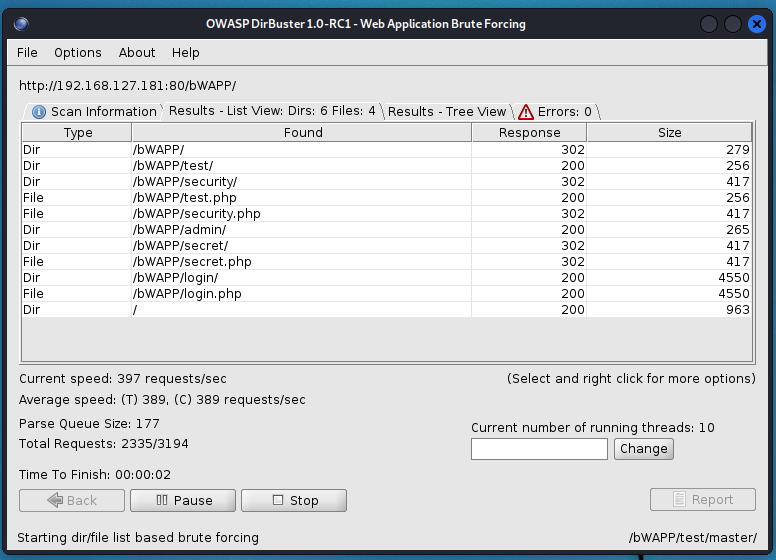 OWASP DirBuster 1.0-RC1 - Web Application Brute Forcing
File Options About Help
http://192.168.127.181:80/bWAPP/
Scan Information Results - List View: Dirs: 6 Files: 4 Results - Tree View Errors: 0
Type Found Response Size
Dir /bWAPP/ 302 279
Dir /bWAPP/test/ 200 256
Dir /bWAPP/security/ 302 417
File /bWAPP/test.php 200 256
File /bWAPP/security.php 302 417
Dir /bWAPP/admin/ 200 265
Dir /bWAPP/secret/ 302 417
File /bWAPP/secret.php 302 417
Dir /bWAPP/login/ 200 4550
File /bWAPP/login.php 200 4550
Dir / 200 963
Current speed: 397 requests/sec (Select and right click for more options)
Average speed: (T) 389, (C) 389 requests/sec
Parse Queue Size: 177 Current number of running threads: 10
Total Requests: 2335/3194 Change
Time To Finish: 00:00:02
Back Pause Stop Report
Starting dir/file list based brute forcing /bWAPP/test/master/